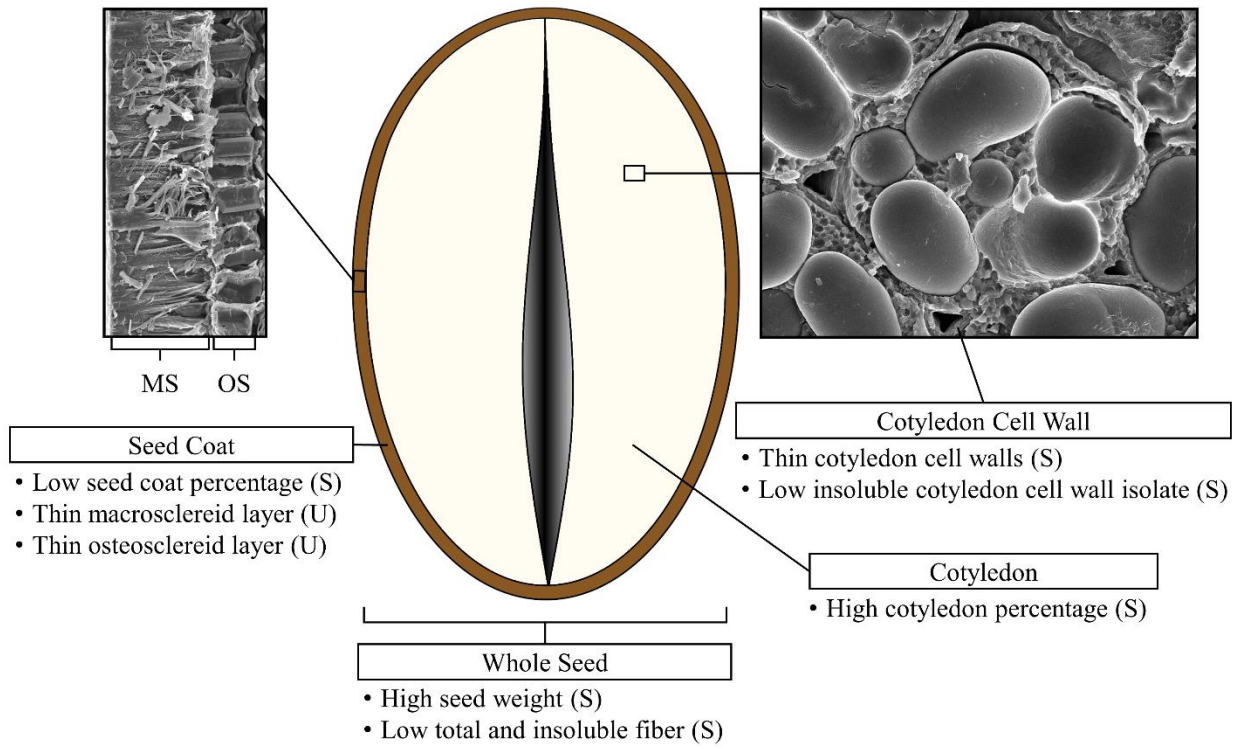 MS OS
Seed Coat
• Low seed coat percentage (S)
• Thin macrosclereid layer (U)
• Thin osteosclereid layer (U)
Cotyledon Cell Wall
• Thin cotyledon cell walls (S)
• Low insoluble cotyledon cell wall isolate (S)
Cotyledon
• High cotyledon percentage (S)
Whole Seed
• High seed weight (S)
• Low total and insoluble fiber (S)